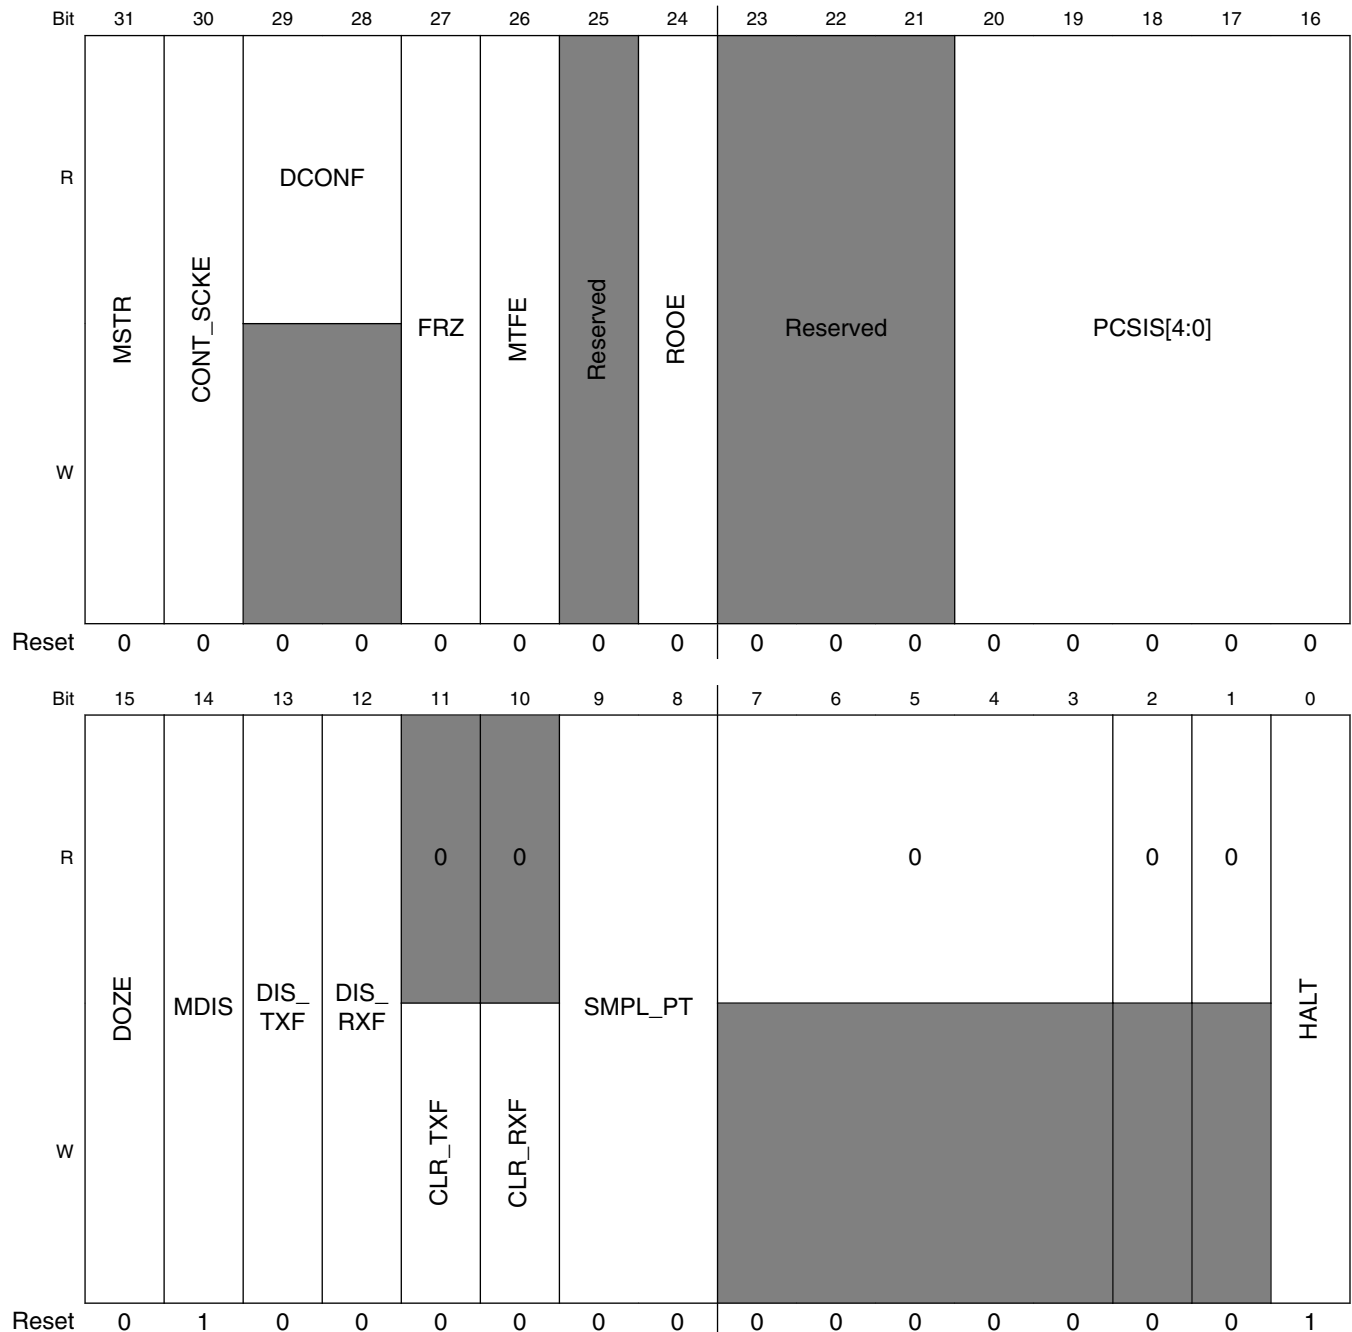 Bit 31 30 29 28 27 26 25 24 23 22 21 20 19 18 17 16
R
W
MSTR
CONT_SCKE
DCONF
FRZ
MTFE
Reserved
ROOE
Reserved
PCSIS[4:0]
Reset 0 0 0 0 0 0 0 0 0 0 0 0 0 0 0 0
Bit 15 14 13 12 11 10 9 8 7 6 5 4 3 2 1 0
R 0 0 0 0 0
W
DOZE
MDIS
DIS_
TXF
DIS_
RXF
CLR_TXF
CLR_RXF
SMPL_PT
HALT
Reset 0 1 0 0 0 0 0 0 0 0 0 0 0 0 0 1